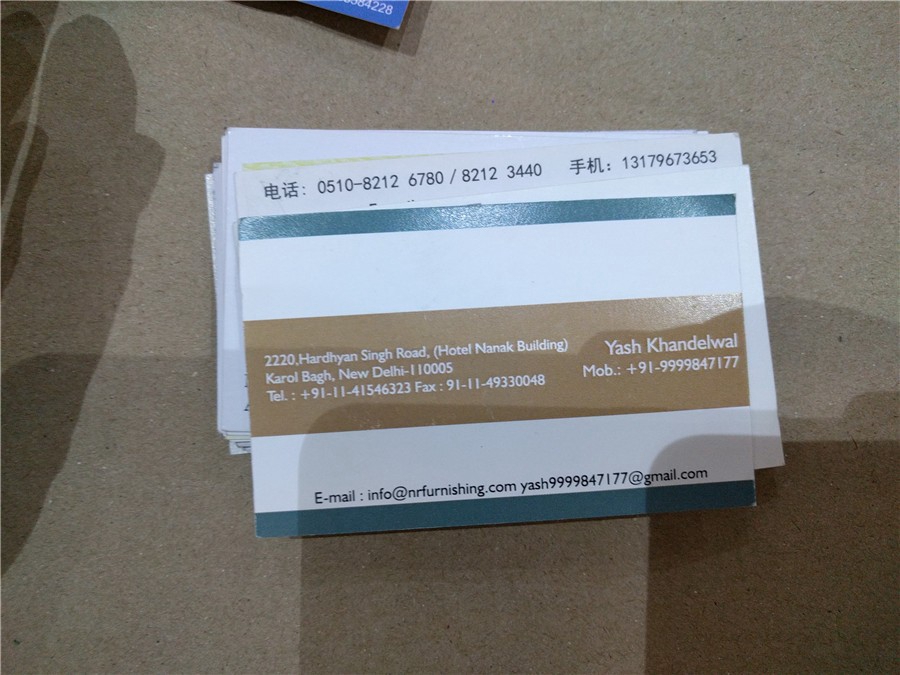 584228
电话: 0510-8212 6780 / 8212 3440 手机: 13179673653
2220,Hardhyan Singh Road, (Hotel Nanak Building)
Karol Bagh, New Delhi-110005
Tel. : +91-11-41546323 Fax : 91-11-49330048
Yash Khandelwal
Mob.: +91-9999847177
E-mail : info@nrfurnishing.com yash9999847177@gmail.com